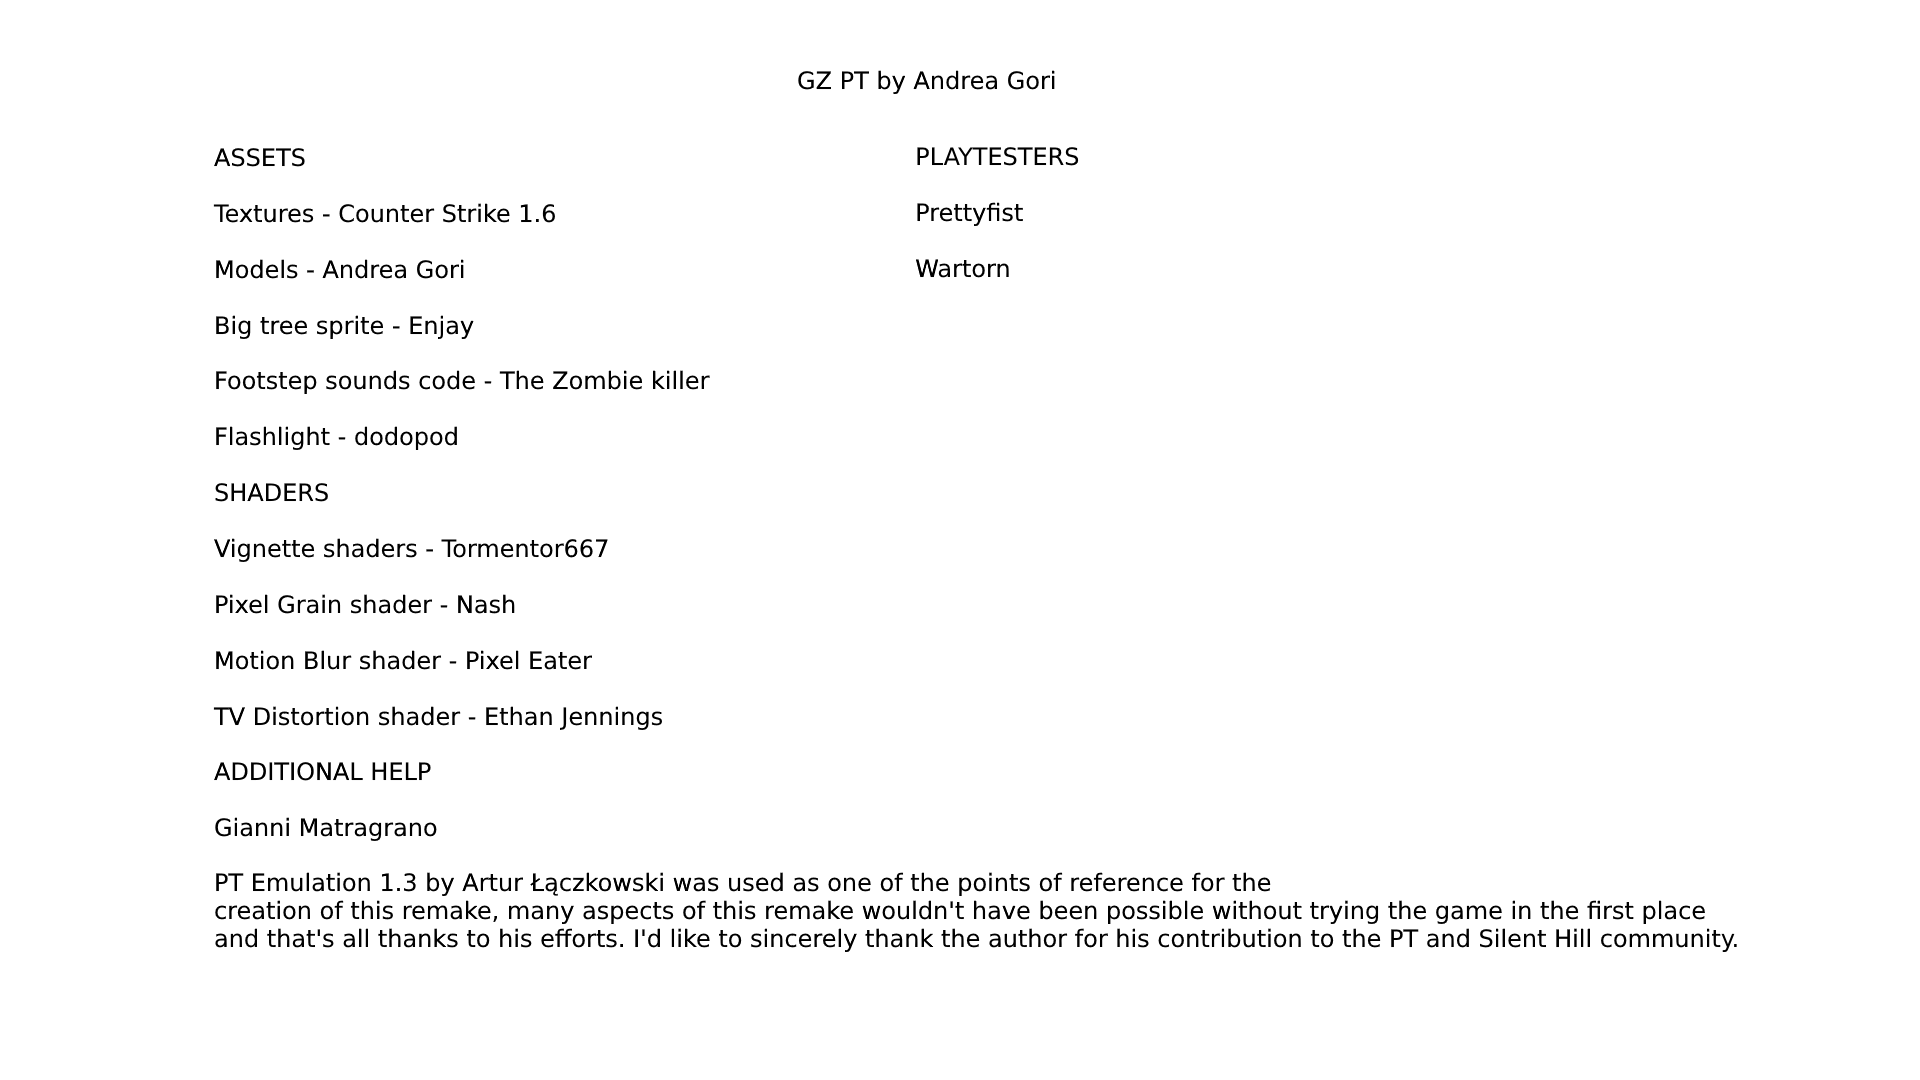 GZ PT by Andrea Gori
ASSETS
Textures - Counter Strike 1.6
Models - Andrea Gori
Big tree sprite - Enjay
Footstep sounds code - The Zombie killer
Flashlight - dodopod
SHADERS
Vignette shaders - Tormentor667
Pixel Grain shader - Nash
Motion Blur shader - Pixel Eater
TV Distortion shader - Ethan Jennings
ADDITIONAL HELP
Gianni Matragrano
PLAYTESTERS
Prettyfist
Wartorn
PT Emulation 1.3 by Artur Łączkowski was used as one of the points of reference for the
creation of this remake, many aspects of this remake wouldn't have been possible without trying the game in the first place
and that's all thanks to his efforts. I'd like to sincerely thank the author for his contribution to the PT and Silent Hill community.